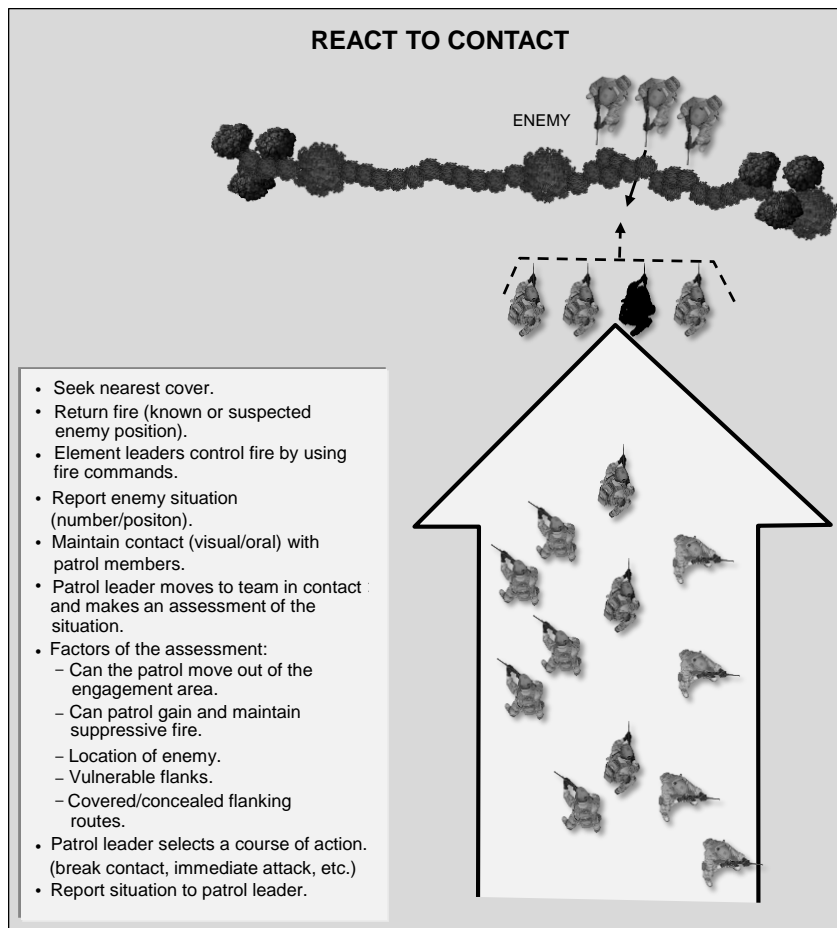 REACT TO CONTACT
ENEMY
• Seek nearest cover.
• Return fire (known or suspected
enemy position).
• Element leaders control fire by using
fire commands.
• Report enemy situation
(number/positon).
• Maintain contact (visual/oral) with
patrol members.
• Patrol leader moves to team in contact
and makes an assessment of the
situation.
• Factors of the assessment:
– Can the patrol move out of the
engagement area.
– Can patrol gain and maintain
suppressive fire.
– Location of enemy.
– Vulnerable flanks.
– Covered/concealed flanking
routes.
• Patrol leader selects a course of action.
(break contact, immediate attack, etc.)
• Report situation to patrol leader.